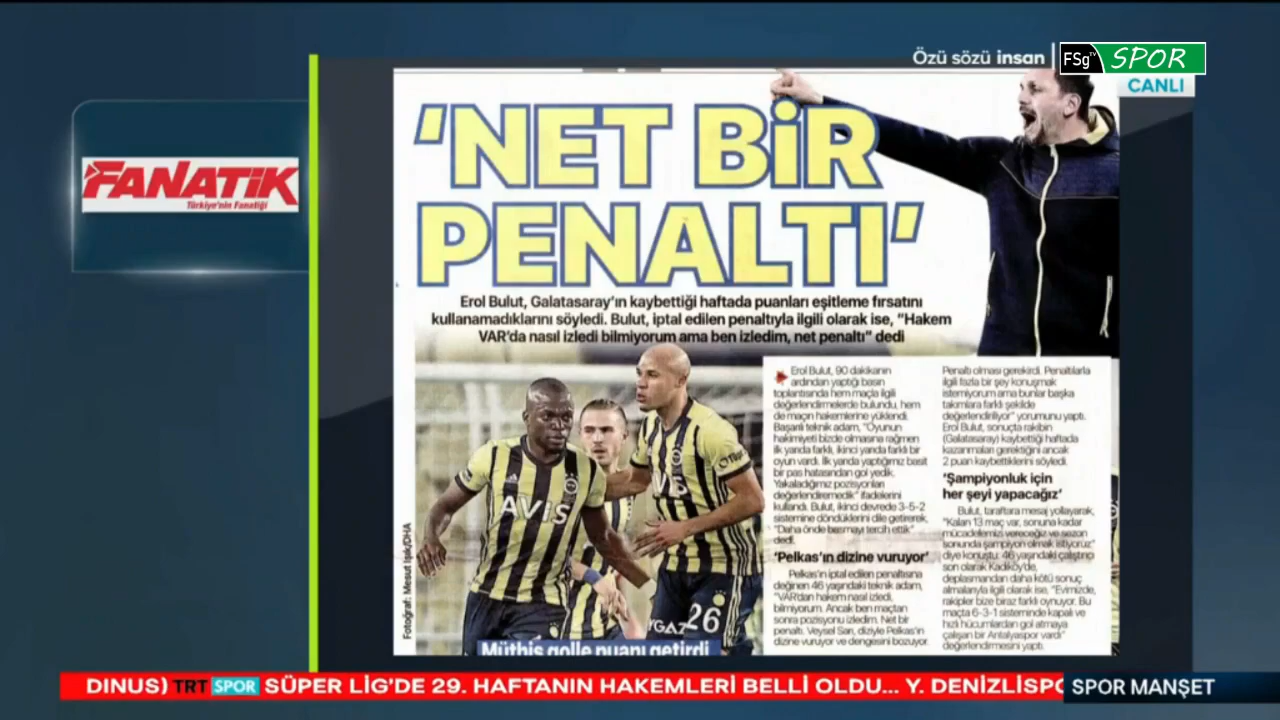 Özü sözü insan
FSgTV SPOR
CANLI
FANATİK
Türkiye'nin Fanatiği
'NET BİR
PENALTI'
Erol Bulut, Galatasaray'ın kaybettiği haftada puanları eşitleme fırsatını
kullanamadıklarını söyledi. Bulut, iptal edilen penaltıyla ilgili olarak ise, "Hakem
VAR'da nasıl izledi bilmiyorum ama ben izledim, net penaltı" dedi
Erol Bulut, 90 dakikanın
ardından yaptığı basın
toplantısında hem maçla ilgili
değerlendirmelerde bulundu, hem
de maçın hakemlerine yüklendi.
Başarılı teknik adam, "Oyunun
hakimiyeti bizde olmasına rağmen
ilk yarıda farklı, ikinci yarıda farklı bir
oyun vardı. İlk yarıda yaptığımız basit
bir pas hatasından gol yedik.
Yakaladığımız pozisyonları
değerlendiremedik" ifadelerini
kullandı. Bulut, ikinci devrede 3-5-2
sistemine döndüklerini dile getirerek,
"Daha önde basmayı tercih ettik"
dedi.
'Pelkas'ın dizine vuruyor'
Pelkas'ın iptal edilen penaltısına
değinen 46 yaşındaki teknik adam,
"VAR'dan hakem nasıl izledi,
bilmiyorum. Ancak ben maçtan
sonra pozisyonu izledim. Net bir
penaltı. Veysel Sarı, diziyle Pelkas'ın
dizine vuruyor ve dengesini bozuyor.
Penaltı olması gerekirdi. Penaltılarla
ilgili fazla bir şey konuşmak
istemiyorum ama bunlar başka
takımlara farklı şekilde
değerlendiriliyor" yorumunu yaptı.
Erol Bulut, sonuçta rakibin
(Galatasaray) kaybettiği haftada
kazanmaları gerektiğini ancak
2 puan kaybettiklerini söyledi.
'Şampiyonluk için
her şeyi yapacağız'
Bulut, taraftara mesaj yollayarak,
"Kalan 13 maç var, sonuna kadar
mücadelemizi vereceğiz ve sezon
sonunda şampiyon olmak istiyoruz"
diye konuştu. 46 yaşındaki çalıştırıcı
son olarak Kadıköy'de,
deplasmandan daha kötü sonuç
almalarıyla ilgili olarak ise, "Evimizde,
rakipler bize biraz farklı oynuyor. Bu
maçta 6-3-1 sisteminde kapalı ve
hızlı hücumlardan gol atmaya
çalışan bir Antalyaspor vardı"
değerlendirmesini yaptı.
Fotoğraf: Mesut Işık/DHA
AVIS
VIS
YGAZ
26
Müthiş golle puanı getirdi
DINUS) TRT SPOR SÜPER LİG'DE 29. HAFTANIN HAKEMLERİ BELLİ OLDU... Y. DENİZLİSPO
SPOR MANŞET